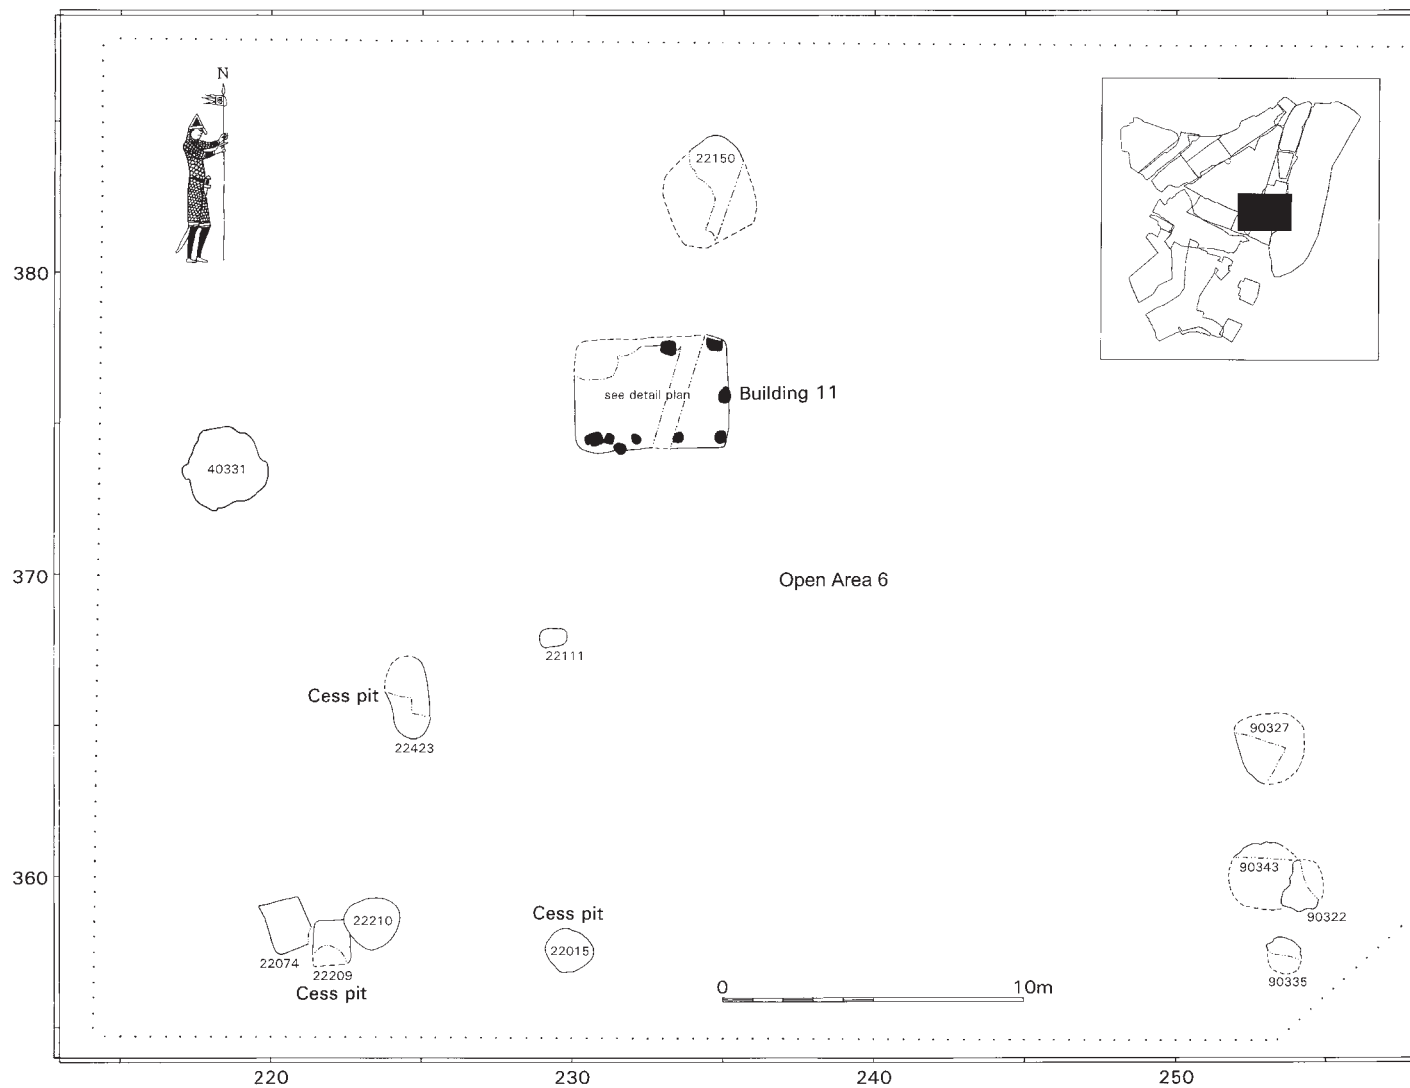 N
22150
380
see detail plan
Building 11
40331
370
Open Area 6
22111
Cess pit
22423
90327
360
90343
90322
22210
Cess pit
22015
22074
22209
Cess pit
90335
0 10m
220 230 240 250